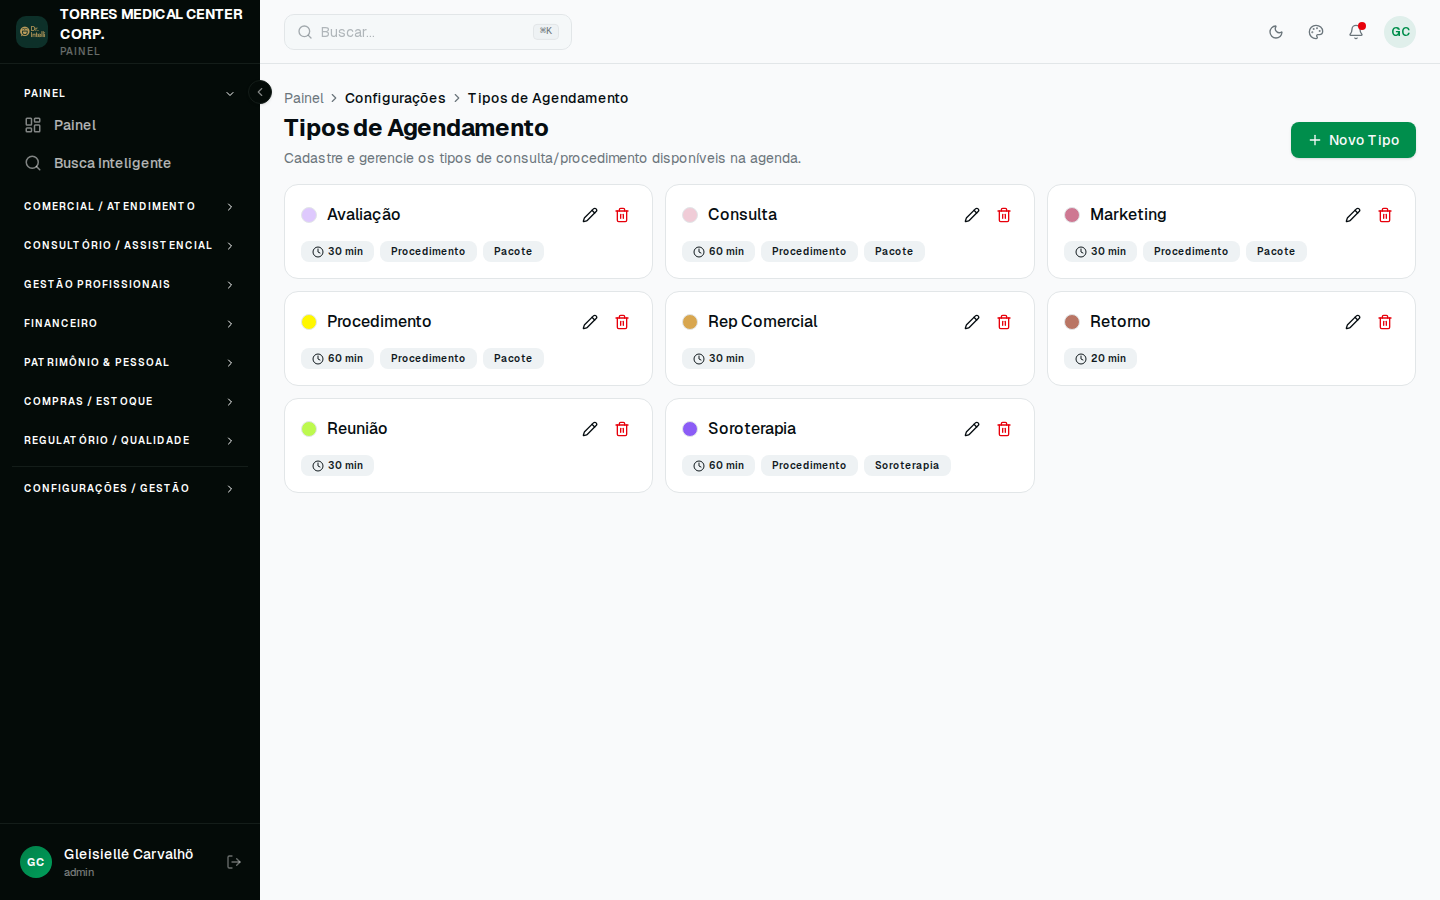 Dr.
Intelli
TORRES MEDICAL CENTER
CORP.
PAINEL
Buscar...
⌘K
GC
PAINEL
Painel
Busca Inteligente
COMERCIAL / ATENDIMENTO
CONSULTÓRIO / ASSISTENCIAL
GESTÃO PROFISSIONAIS
FINANCEIRO
PATRIMÔNIO & PESSOAL
COMPRAS / ESTOQUE
REGULATÓRIO / QUALIDADE
CONFIGURAÇÕES / GESTÃO
GC
Gleisiellé Carvalhö
admin
Painel > Configurações > Tipos de Agendamento
Tipos de Agendamento
Cadastre e gerencie os tipos de consulta/procedimento disponíveis na agenda.
+ Novo Tipo
Avaliação
30 min Procedimento Pacote
Consulta
60 min Procedimento Pacote
Marketing
30 min Procedimento Pacote
Procedimento
60 min Procedimento Pacote
Rep Comercial
30 min
Retorno
20 min
Reunião
30 min
Soroterapia
60 min Procedimento Soroterapia